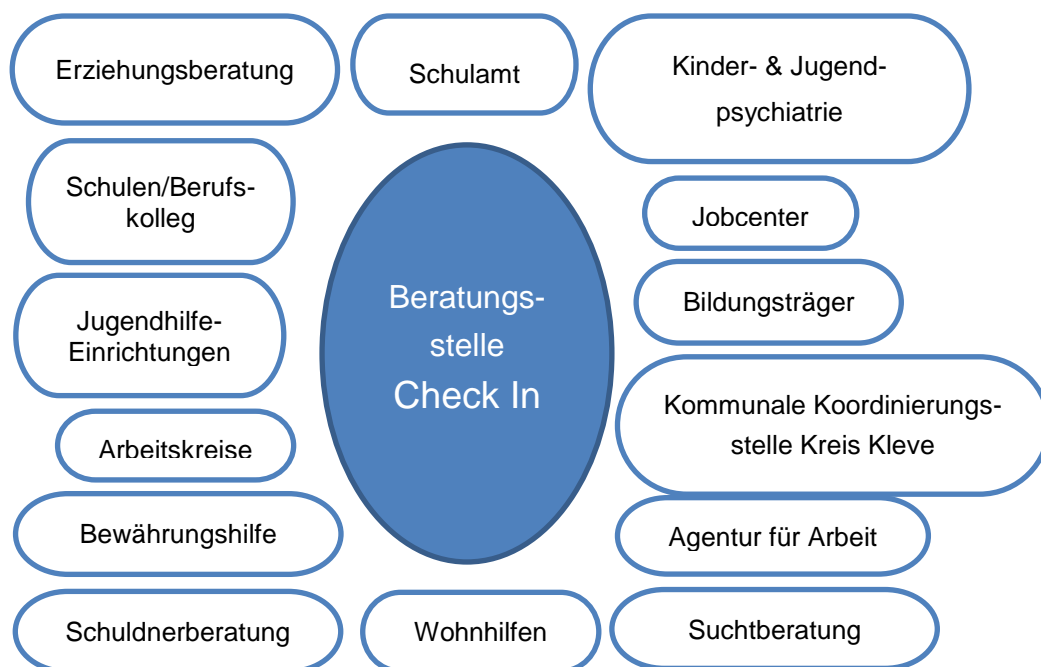 Erziehungsberatung
Schulamt
Kinder- & Jugend-
psychiatrie
Schulen/Berufs-
kolleg
Jobcenter
Beratungs-
stelle
Check In
Bildungsträger
Jugendhilfe-
Einrichtungen
Kommunale Koordinierungs-
stelle Kreis Kleve
Arbeitskreise
Bewährungshilfe
Agentur für Arbeit
Schuldnerberatung
Wohnhilfen
Suchtberatung